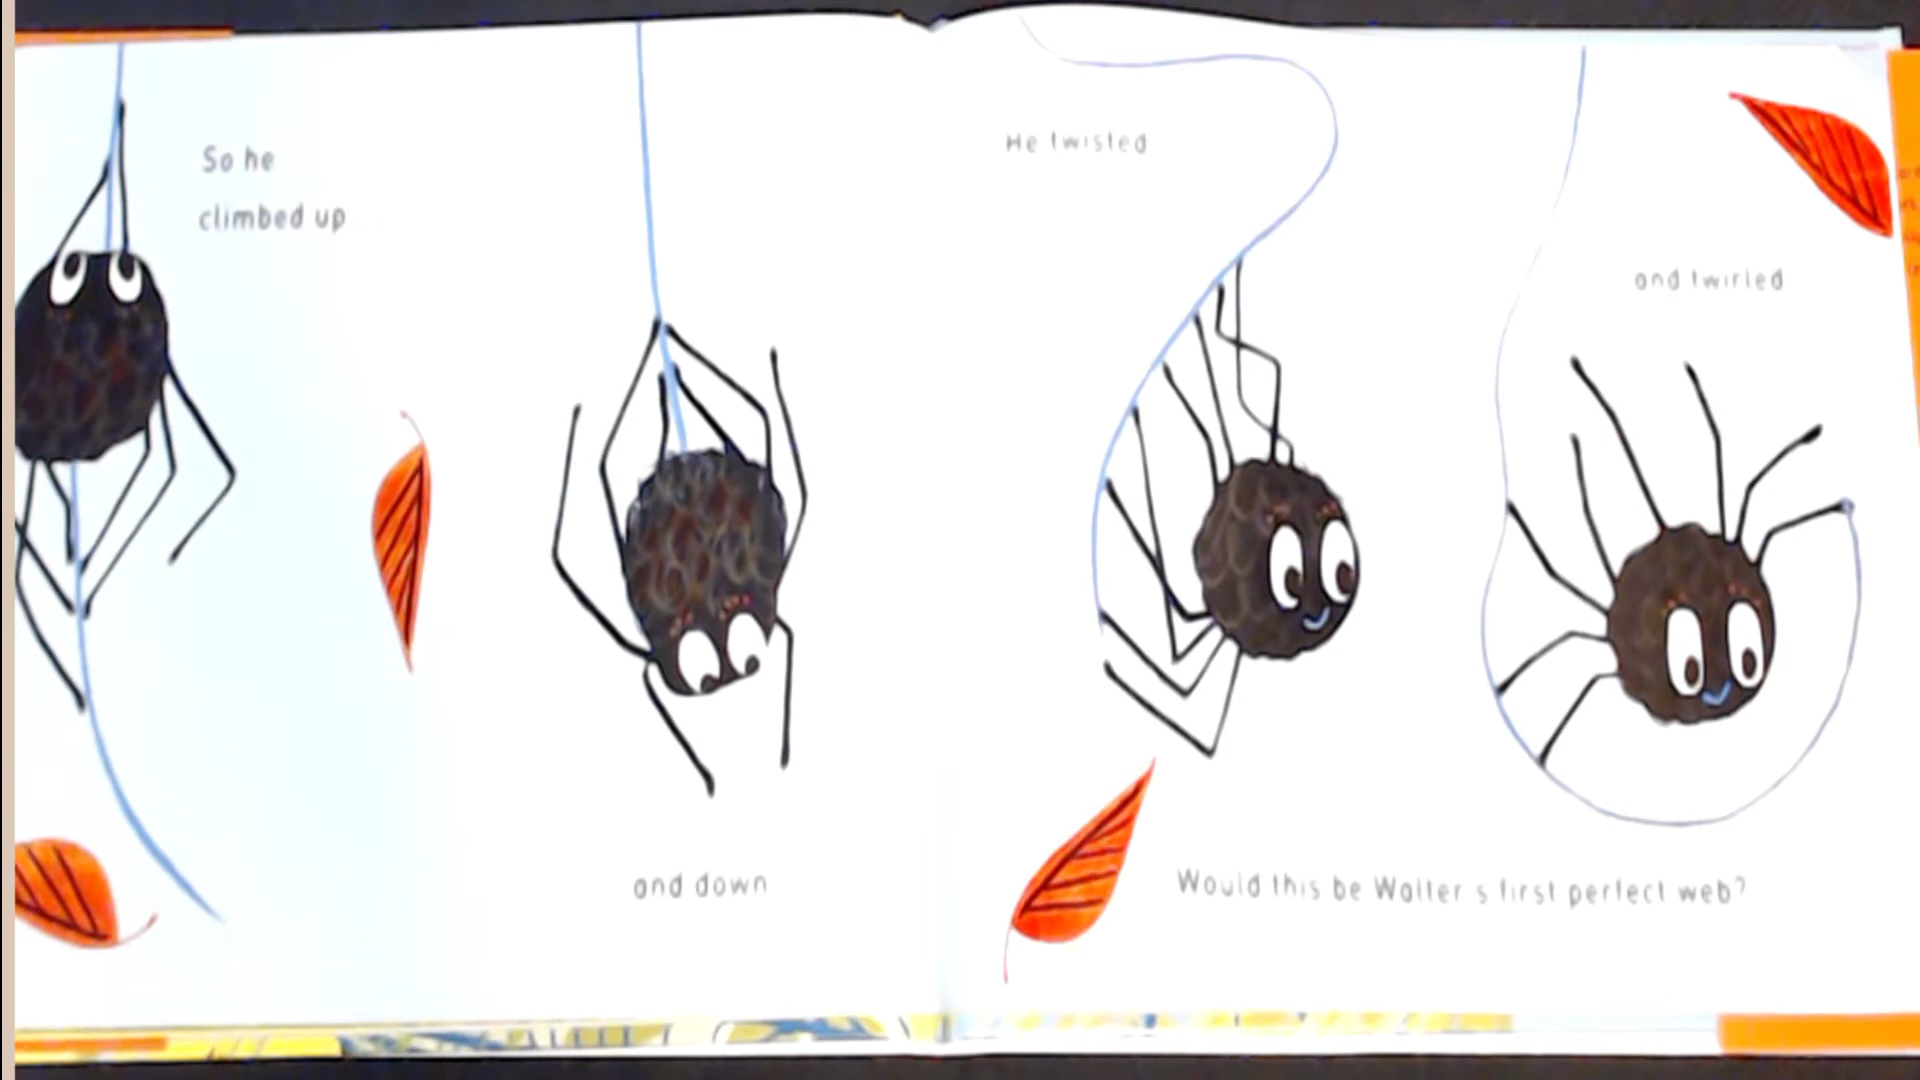 So he
climbed up
and down
He twisted
and twirled
Would this be Walter s first perfect web?